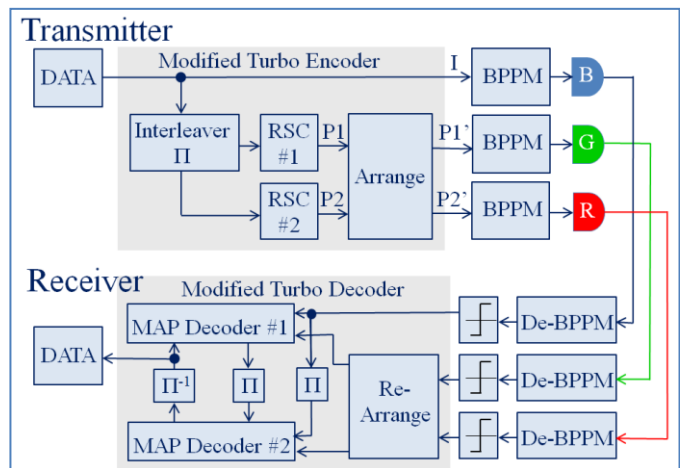 Transmitter
Modified Turbo Encoder
DATA
I
BPPM
B
Interleaver
Π
RSC
#1
P1
Arrange
P1'
BPPM
G
RSC
#2
P2
P2'
BPPM
R
Receiver
Modified Turbo Decoder
MAP Decoder #1
De-BPPM
DATA
Π-1
Π
Π
Re-
Arrange
De-BPPM
MAP Decoder #2
De-BPPM